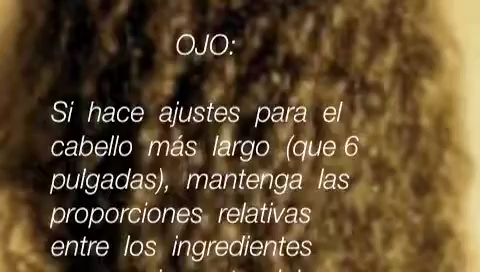 OJO:
Si hace ajustes para el
cabello más largo (que 6
pulgadas), mantenga las
proporciones relativas
entre los ingredientes